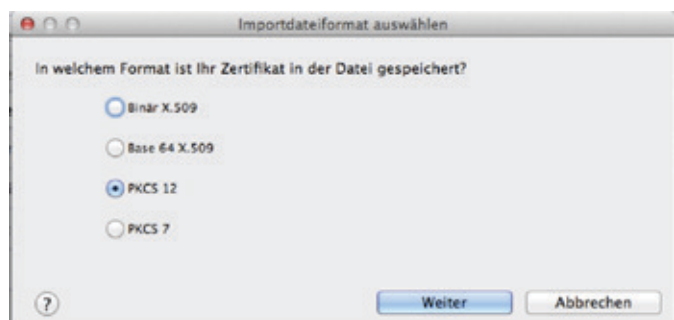 Importdateiformat auswählen
In welchem Format ist Ihr Zertifikat in der Datei gespeichert?
Binär X.509
Base 64 X.509
PKCS 12
PKCS 7
? Weiter Abbrechen